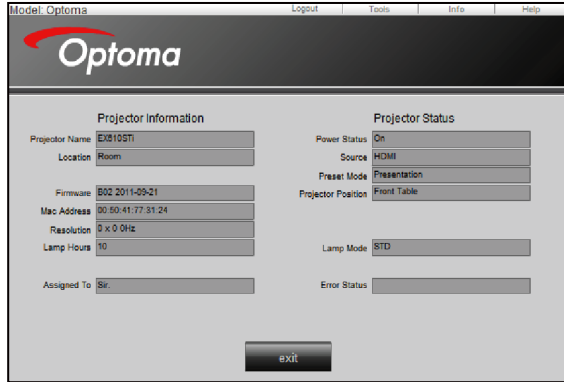 Model: Optoma
Logout Tools Info Help
Optoma
Projector Information
Projector Name EX610STi
Location Room
Firmware B02 2011-09-21
Mac Address 00:50:41:77:31:24
Resolution 0 x 0 0Hz
Lamp Hours 10
Assigned To Sir.
Projector Status
Power Status On
Source HDMI
Preset Mode Presentation
Projector Position Front Table
Lamp Mode STD
Error Status
exit